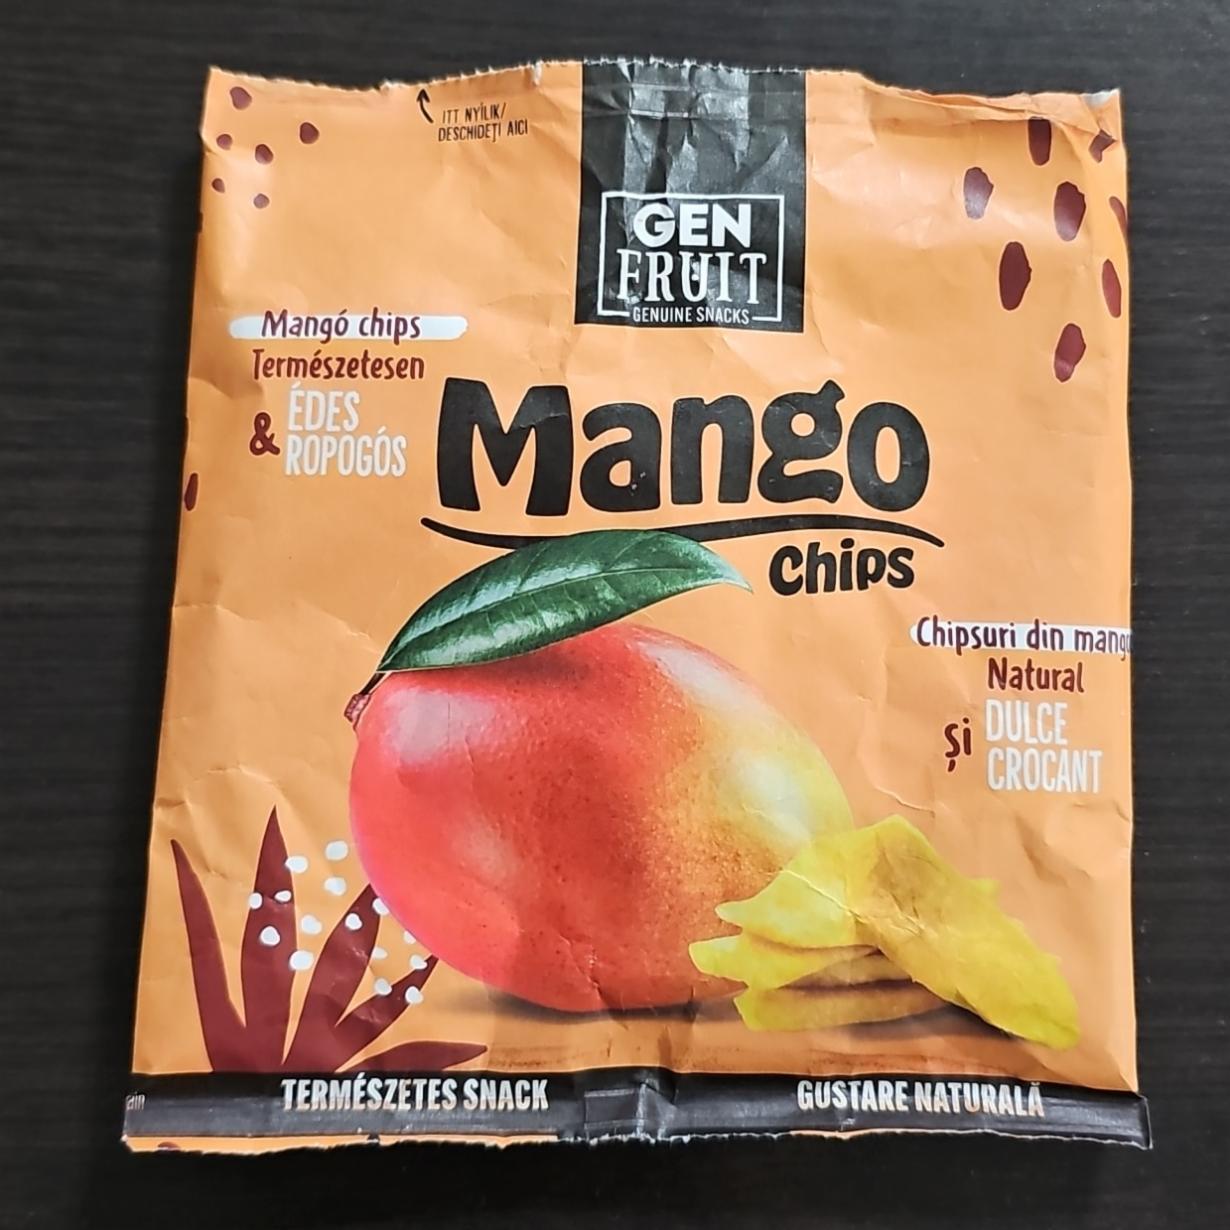 ITT NYÍLIK/
DESCHIDEȚI AICI
GEN
FRUIT
GENUINE SNACKS
Mangó chips
Természetesen
& ÉDES
ROPOGÓS
Mango
Chips
Chipsuri din mango
Natural
și DULCE
CROCANT
TERMÉSZETES SNACK
GUSTARE NATURALĂ